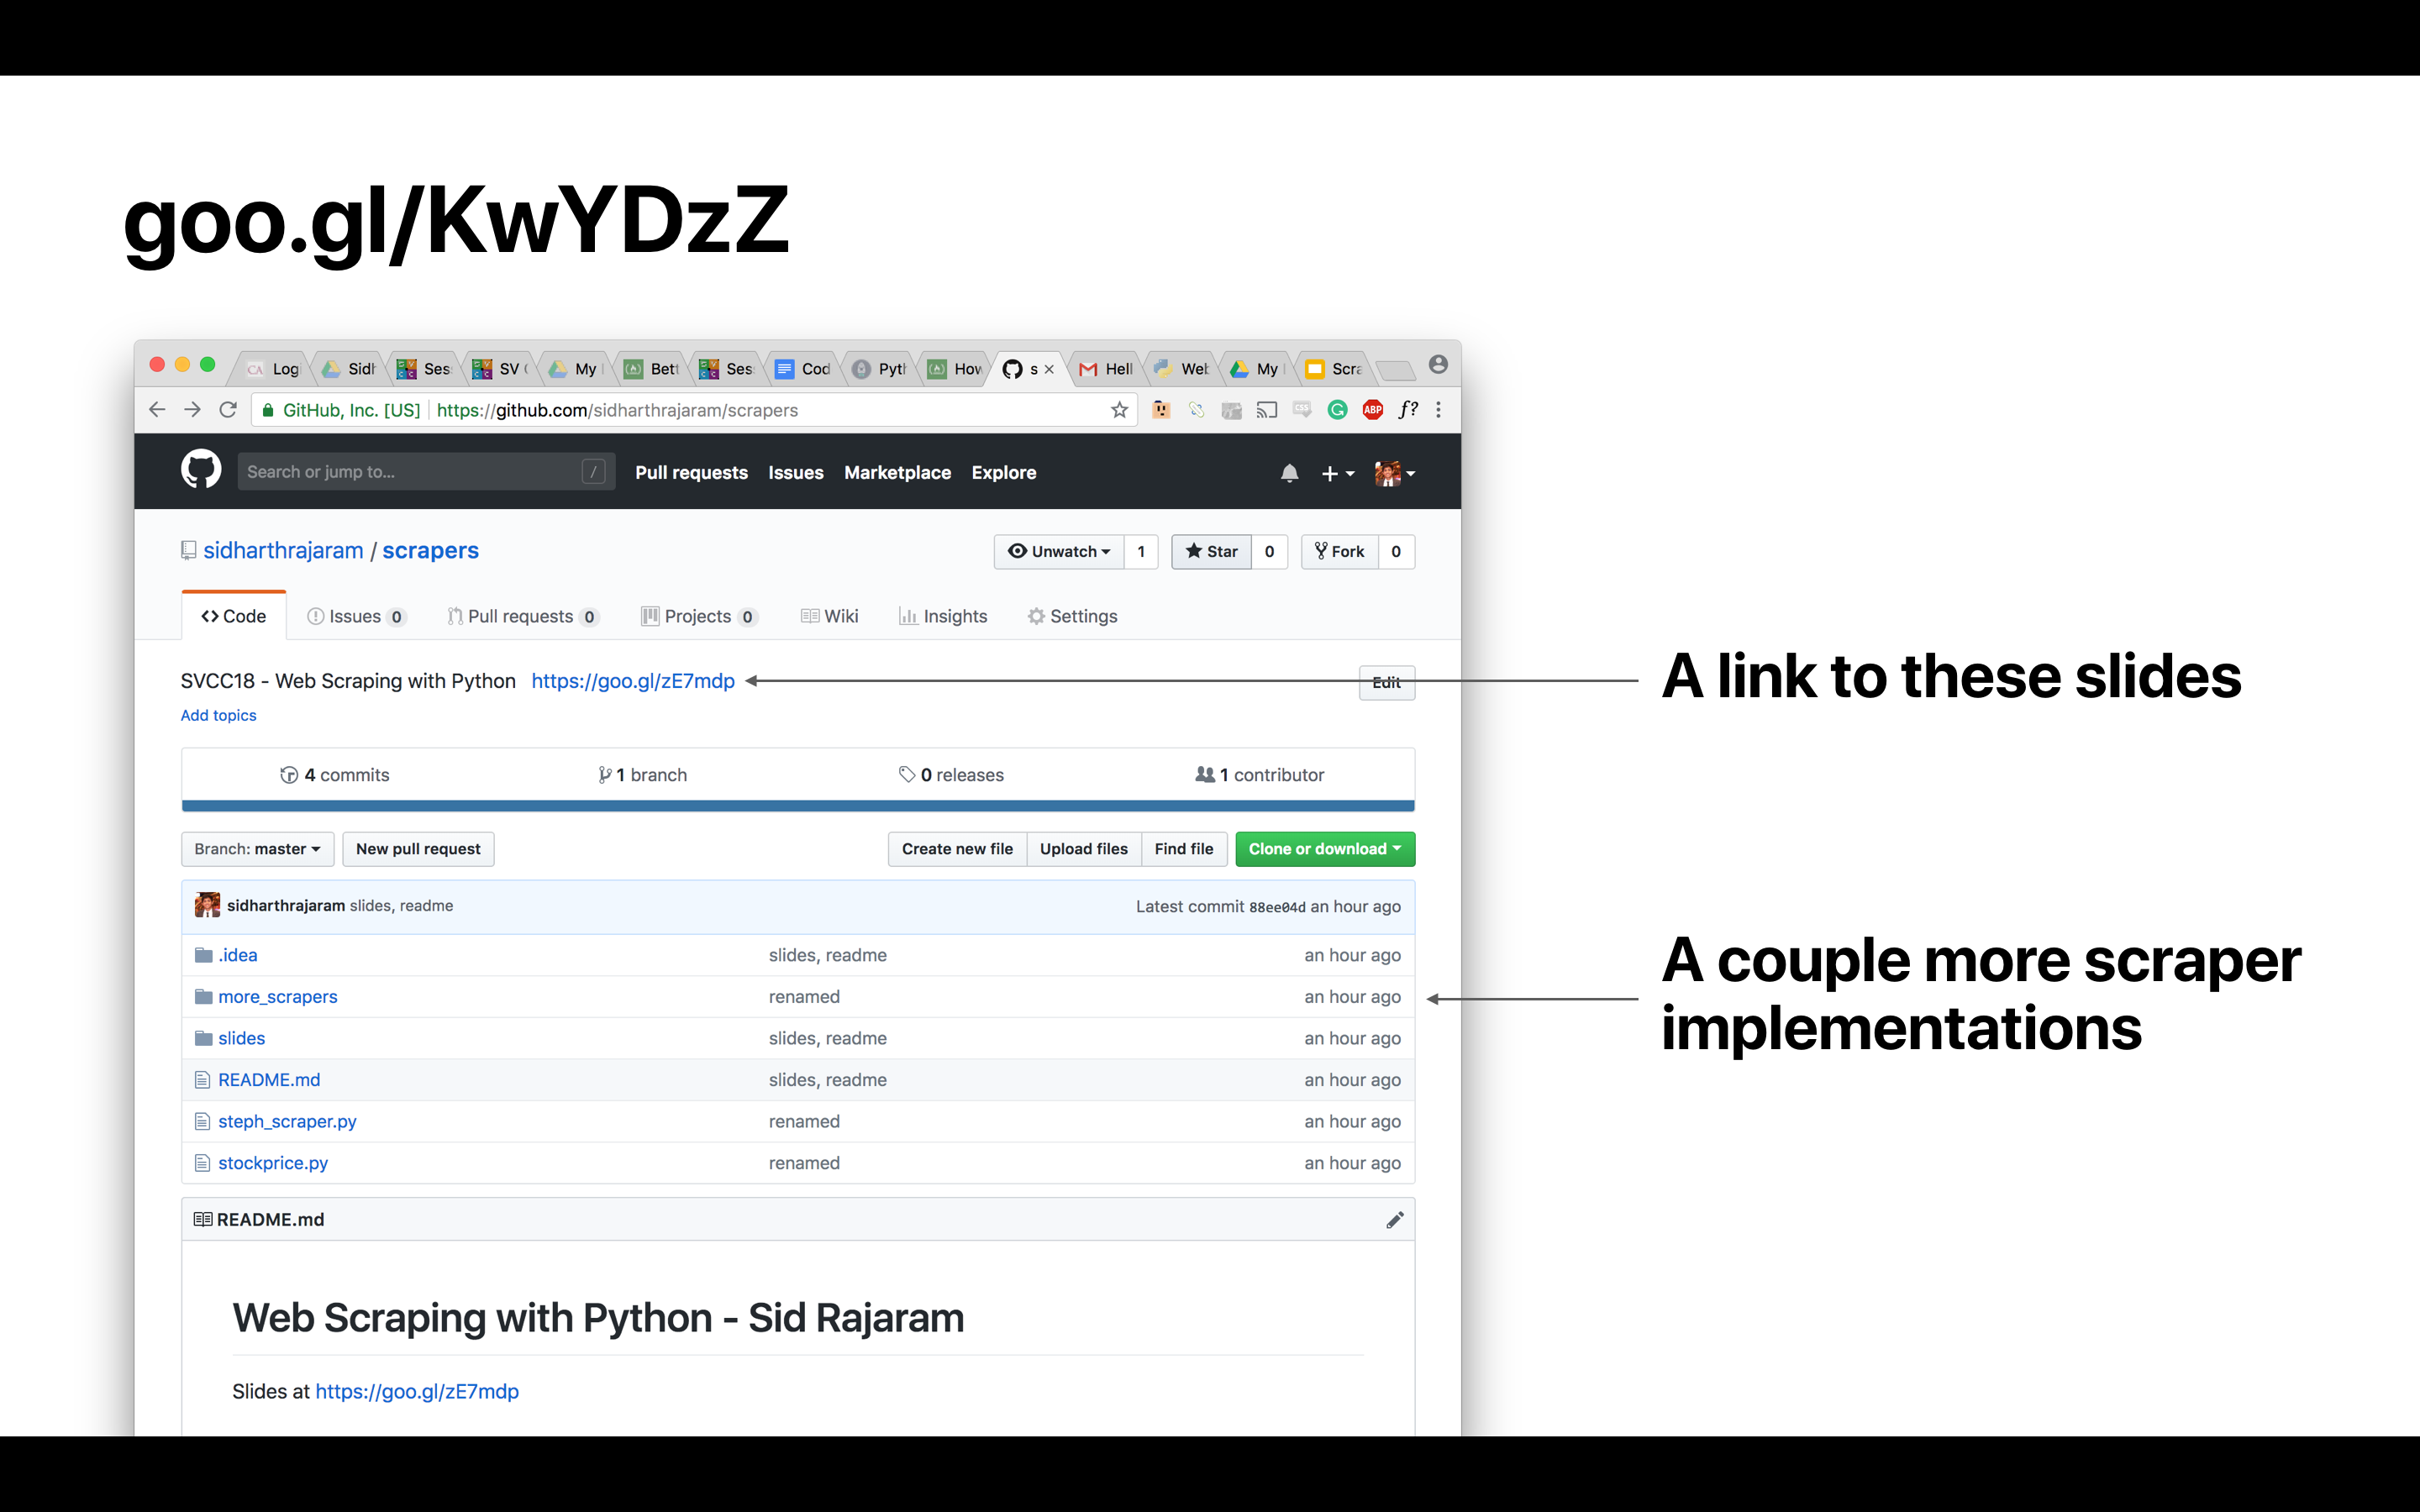 goo.gl/KwYDzZ
Logi Sidh Ses SV My Bett Ses Cod Pyth How s Hell Web My Scra
GitHub, Inc. [US] https://github.com/sidharthrajaram/scrapers
ABP f?
Search or jump to... / Pull requests Issues Marketplace Explore
sidharthrajaram / scrapers Unwatch 1 Star 0 Fork 0
Code Issues 0 Pull requests 0 Projects 0 Wiki Insights Settings
SVCC18 - Web Scraping with Python https://goo.gl/zE7mdp Edit
A link to these slides
Add topics
4 commits 1 branch 0 releases 1 contributor
Branch: master New pull request Create new file Upload files Find file Clone or download
sidharthrajaram slides, readme Latest commit 88ee04d an hour ago
.idea slides, readme an hour ago
more_scrapers renamed an hour ago
A couple more scraper
implementations
slides slides, readme an hour ago
README.md slides, readme an hour ago
steph_scraper.py renamed an hour ago
stockprice.py renamed an hour ago
README.md
Web Scraping with Python - Sid Rajaram
Slides at https://goo.gl/zE7mdp